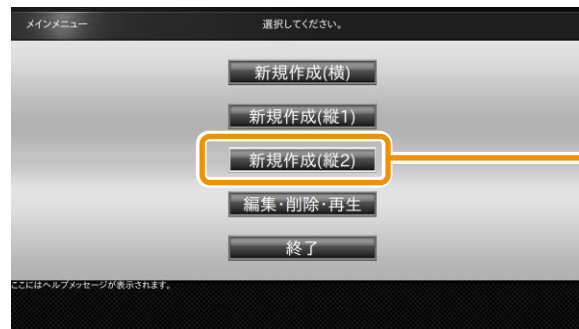 メインメニュー
選択してください。
新規作成(横)
新規作成(縦1)
新規作成(縦2)
編集･削除･再生
終了
ここにはヘルプメッセージが表示されます。